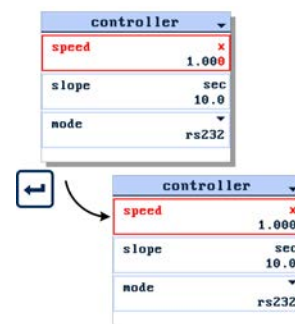 controller
speed x
1.000
slope sec
10.0
mode
rs232
controller
speed x
1.000
slope sec
10.0
mode
rs232